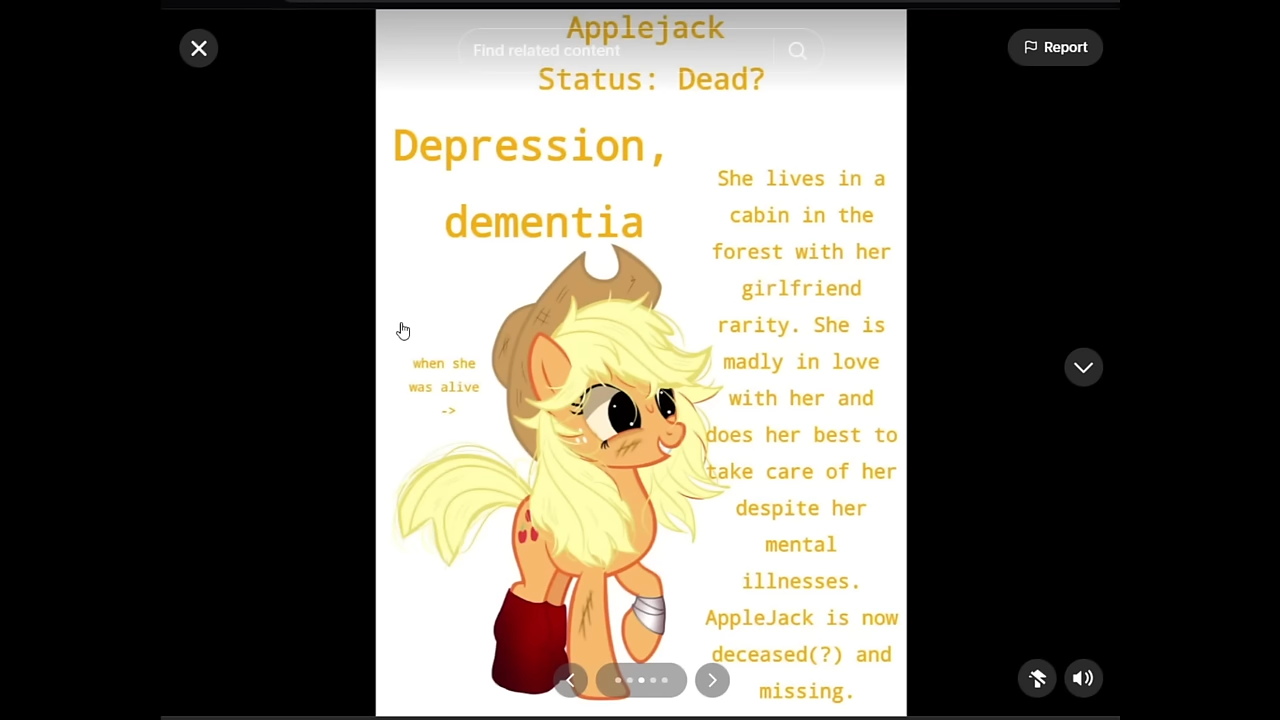 Applejack
Find related content
Report
Status: Dead?
Depression,
dementia
She lives in a
cabin in the
forest with her
girlfriend
rarity. She is
madly in love
with her and
does her best to
take care of her
despite her
mental
illnesses.
AppleJack is now
deceased(?) and
missing.
when she
was alive
->